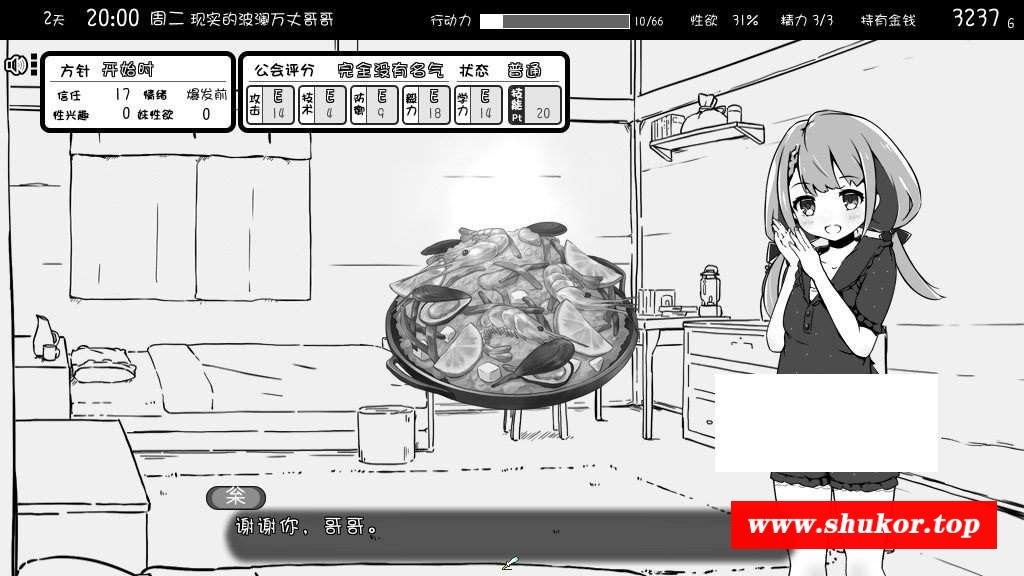 2天 20:00 周二 现实的波澜万丈哥哥 行动力 10/66 性欲 31% 精力 3/3 持有金钱 3237 G
方针 开始时
信任 17 情绪 爆发前
性兴趣 0 妹性欲 0
公会评分 完全没有名气 状态 普通
攻击 E 14 技术 E 4 防御 E 9 毅力 E 18 学力 E 14 技能Pt 20
谢谢你，哥哥。
www.shukor.top